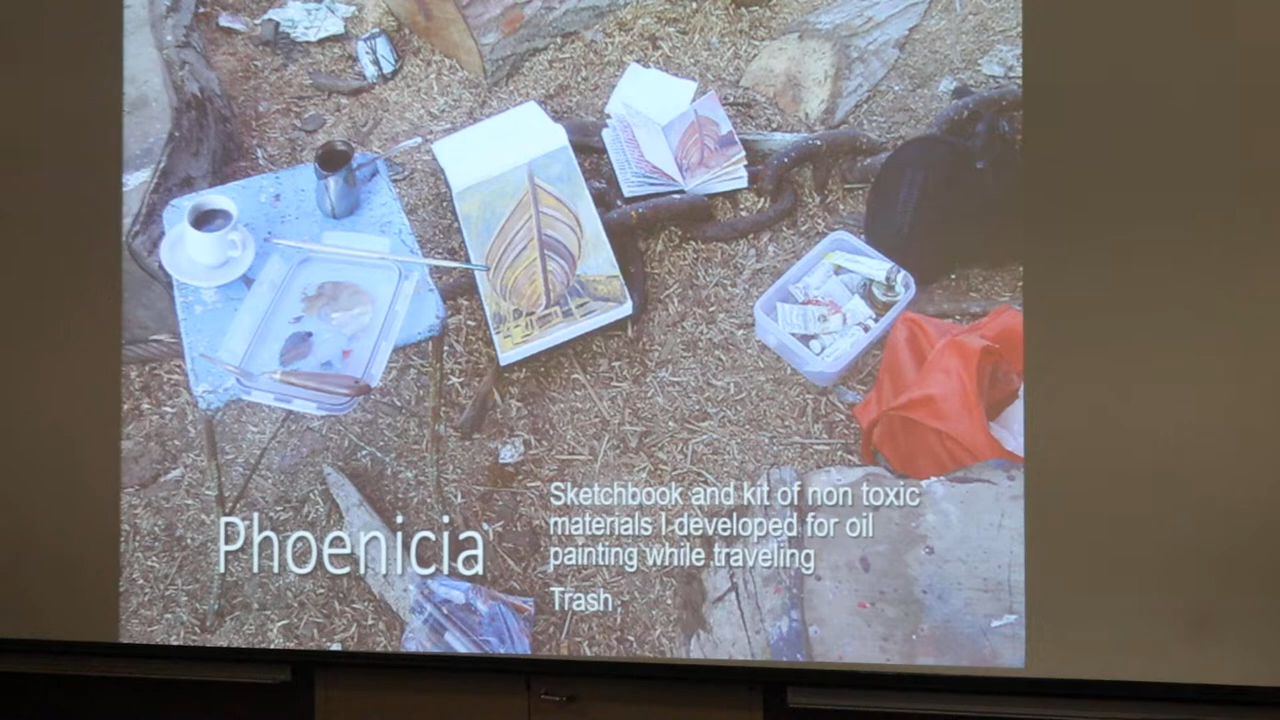 Phoenicia
Sketchbook and kit of non toxic
materials I developed for oil
painting while traveling
Trash